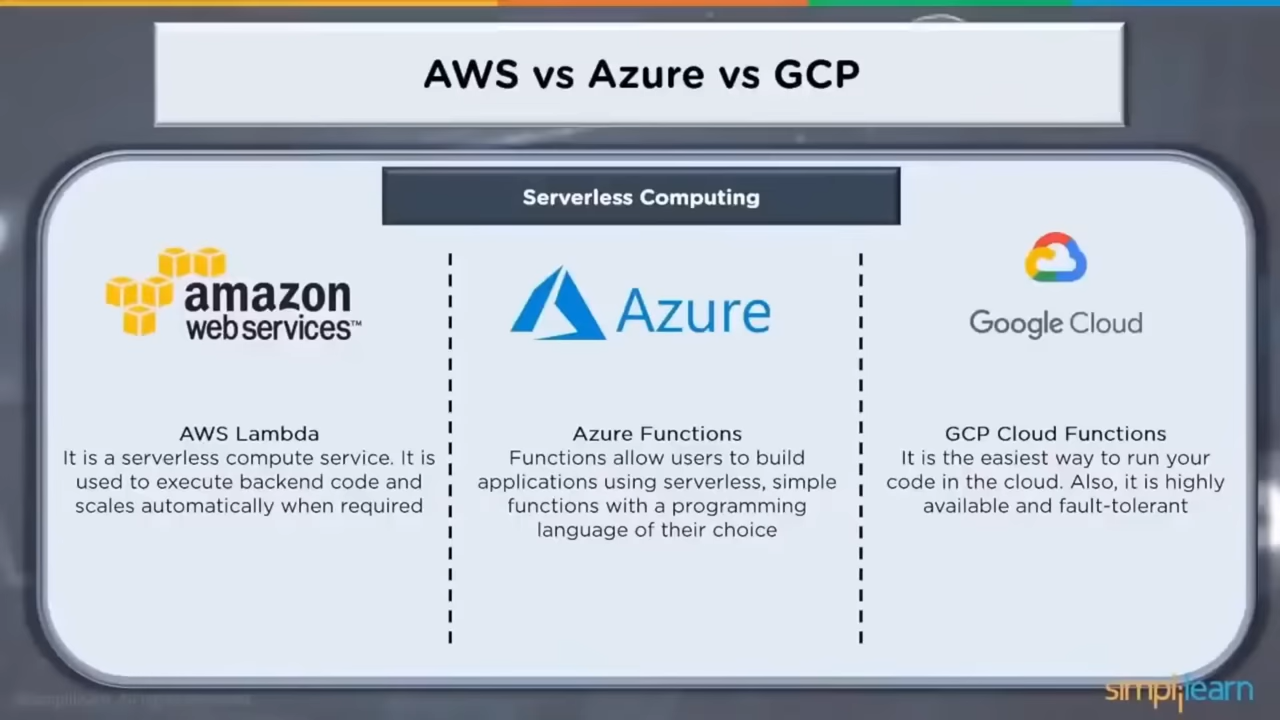 AWS vs Azure vs GCP
Serverless Computing
amazon
web services™
Azure
Google Cloud
AWS Lambda
It is a serverless compute service. It is
used to execute backend code and
scales automatically when required
Azure Functions
Functions allow users to build
applications using serverless, simple
functions with a programming
language of their choice
GCP Cloud Functions
It is the easiest way to run your
code in the cloud. Also, it is highly
available and fault-tolerant
simplilearn